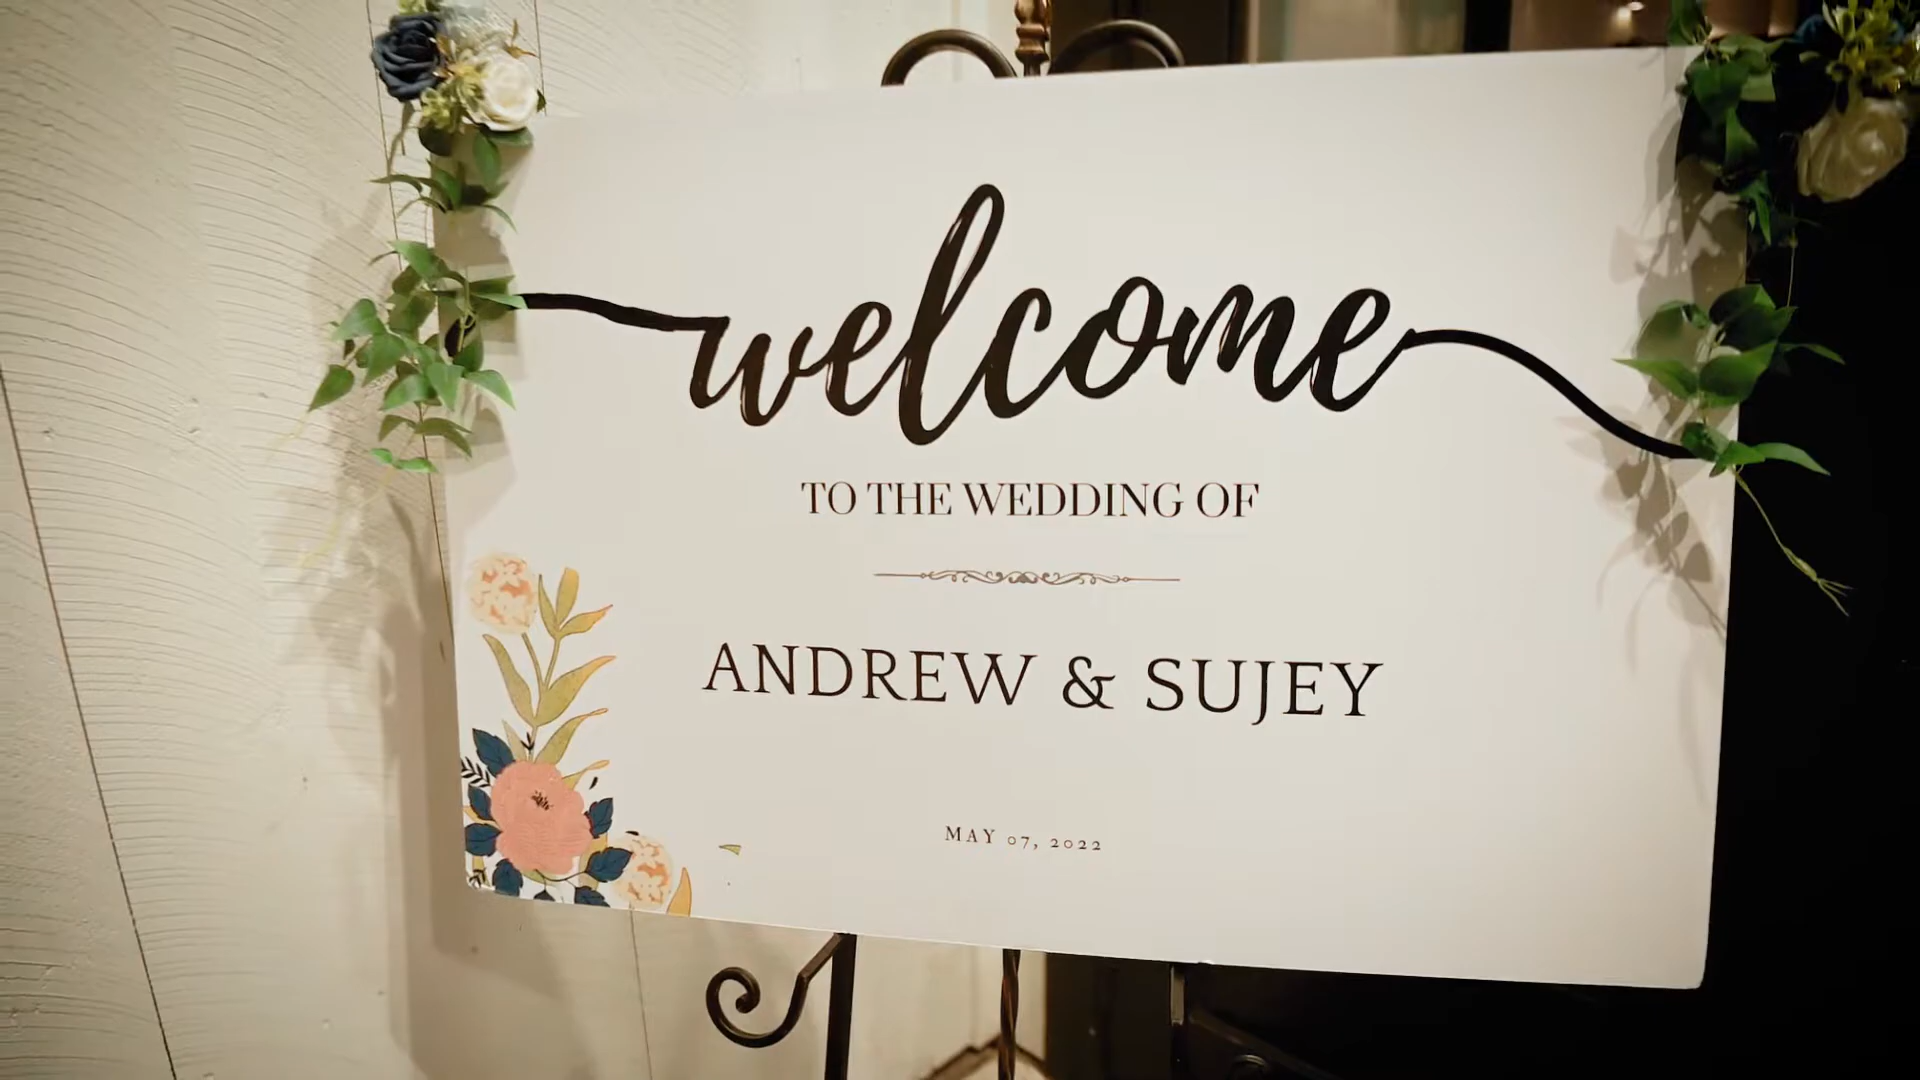 welcome
TO THE WEDDING OF
ANDREW & SUJEY
MAY 07, 2022